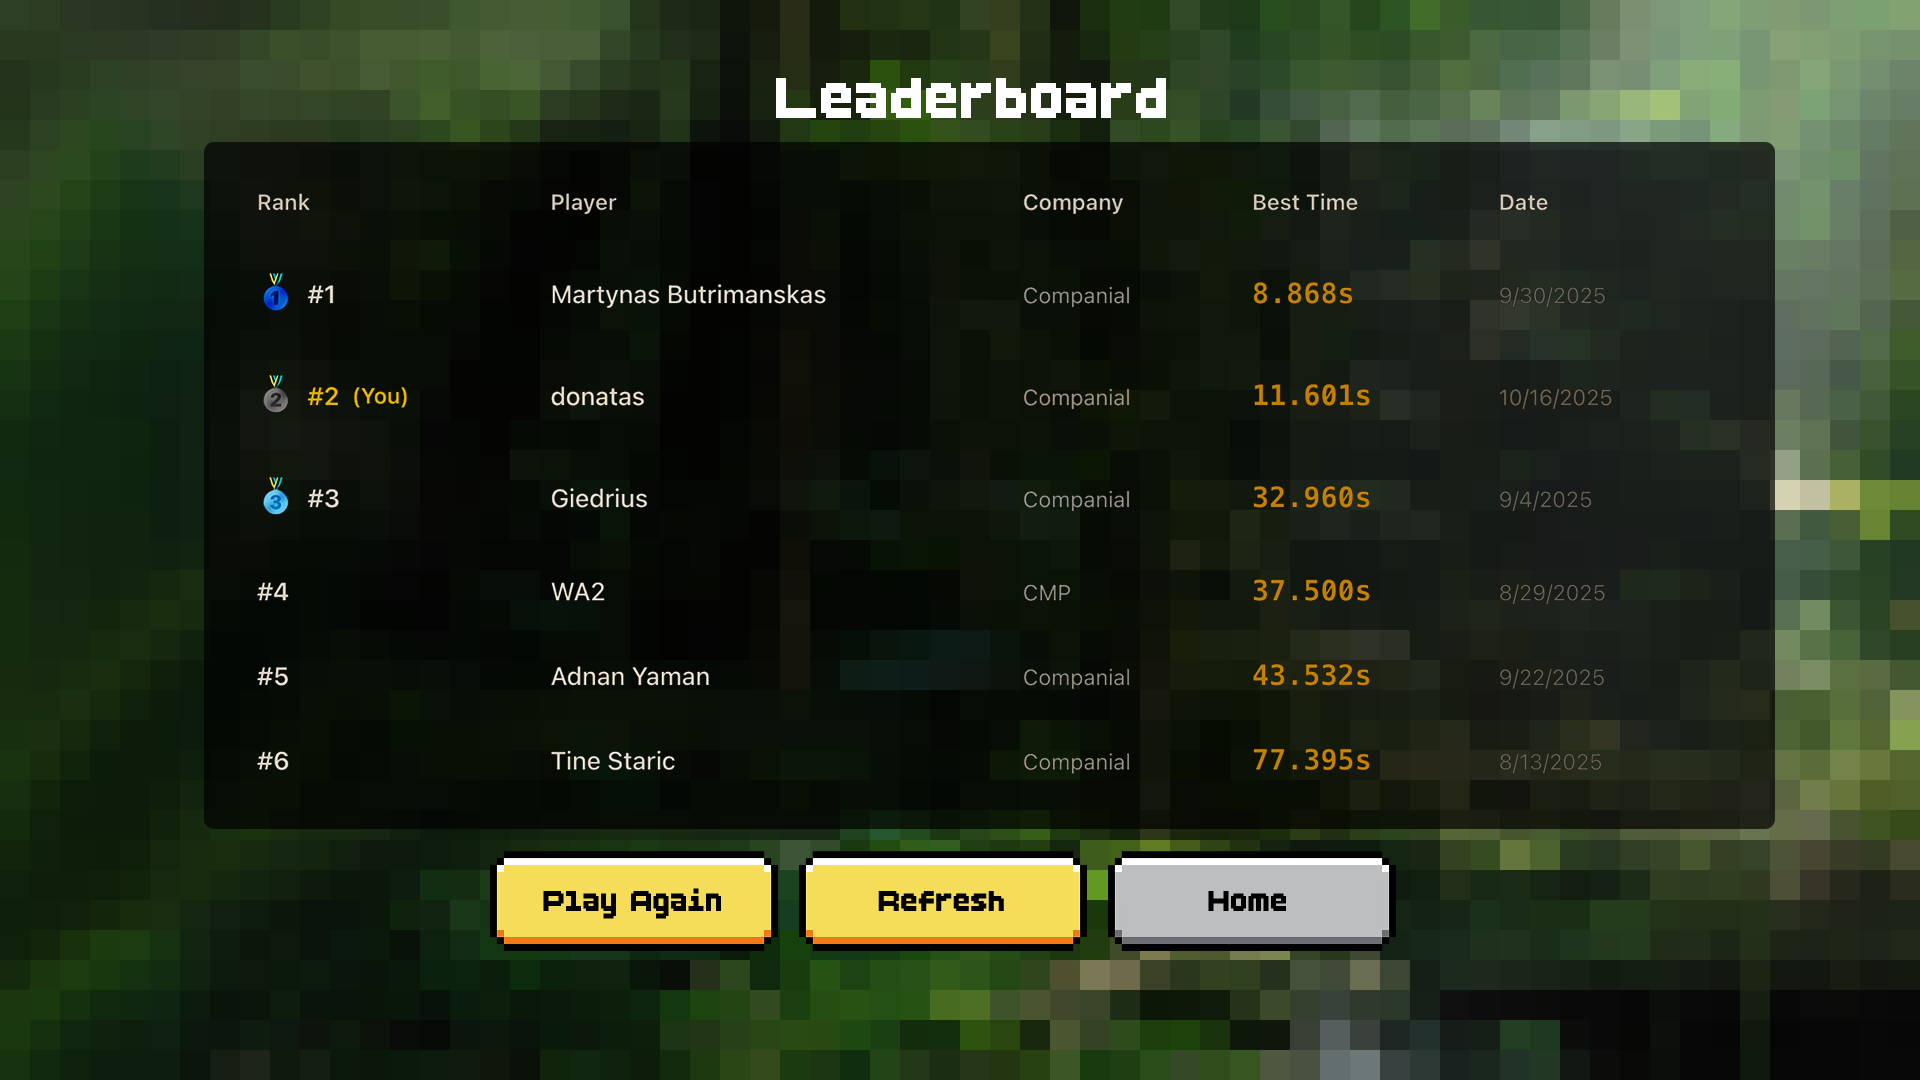 Leaderboard
Rank Player Company Best Time Date
1 #1 Martynas Butrimanskas Companial 8.868s 9/30/2025
2 #2 (You) donatas Companial 11.601s 10/16/2025
3 #3 Giedrius Companial 32.960s 9/4/2025
#4 WA2 CMP 37.500s 8/29/2025
#5 Adnan Yaman Companial 43.532s 9/22/2025
#6 Tine Staric Companial 77.395s 8/13/2025
Play Again Refresh Home